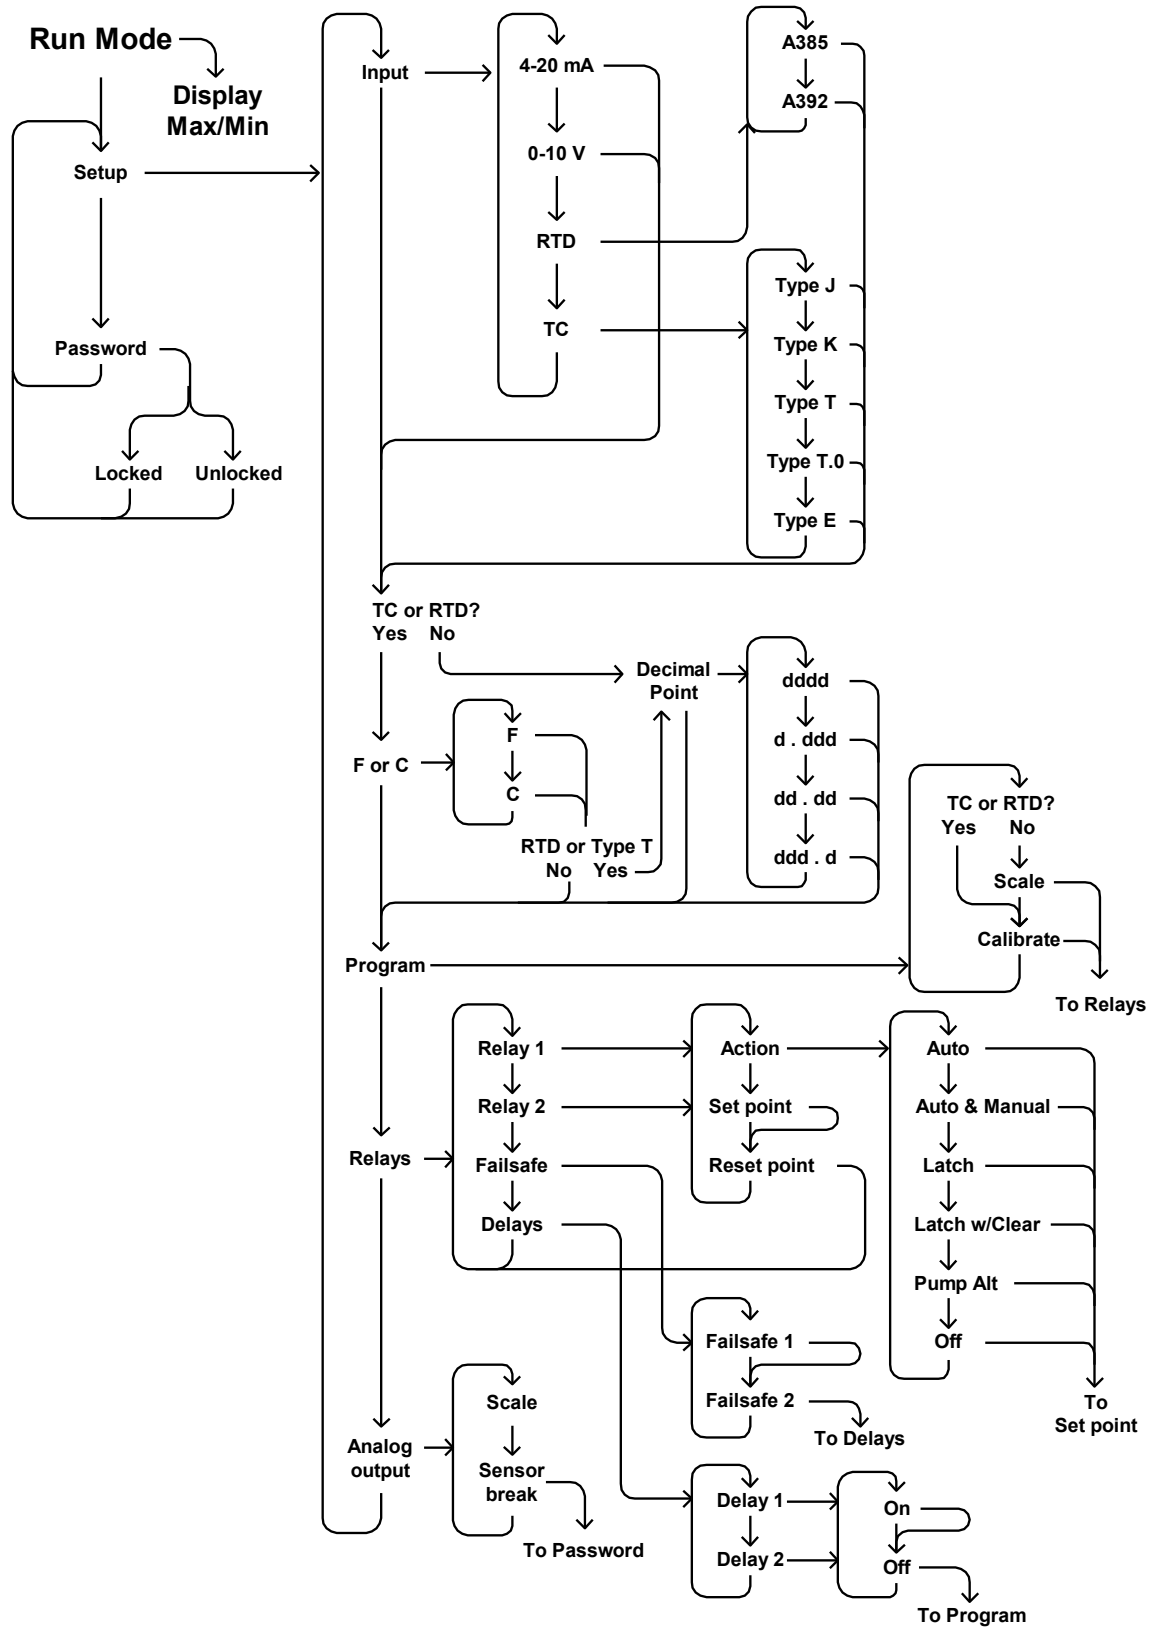 Run Mode
Display
Max/Min
Setup
Password
Locked
Unlocked
Input
4-20 mA
0-10 V
RTD
TC
A385
A392
Type J
Type K
Type T
Type T.0
Type E
TC or RTD?
Yes No
Decimal
Point
dddd
d . ddd
dd . dd
ddd . d
F or C
F
C
RTD or Type T
No Yes
TC or RTD?
Yes No
Scale
Calibrate
To Relays
Program
Relays
Relay 1
Relay 2
Failsafe
Delays
Action
Set point
Reset point
Auto
Auto & Manual
Latch
Latch w/Clear
Pump Alt
Off
To
Set point
Failsafe 1
Failsafe 2
To Delays
Analog
output
Scale
Sensor
break
To Password
Delay 1
Delay 2
On
Off
To Program